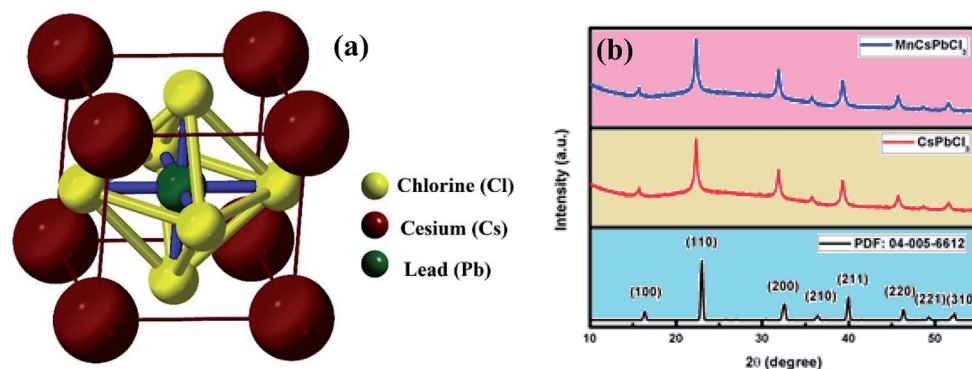 (a)
Chlorine (Cl)
Cesium (Cs)
Lead (Pb)
(b)
MnCsPbCl₃
CsPbCl₃
PDF: 04-005-6612
(100)
(110)
(200)
(210)
(211)
(220)
(221)
(310)
Intensity (a.u.)
10 20 30 40 50
2θ (degree)